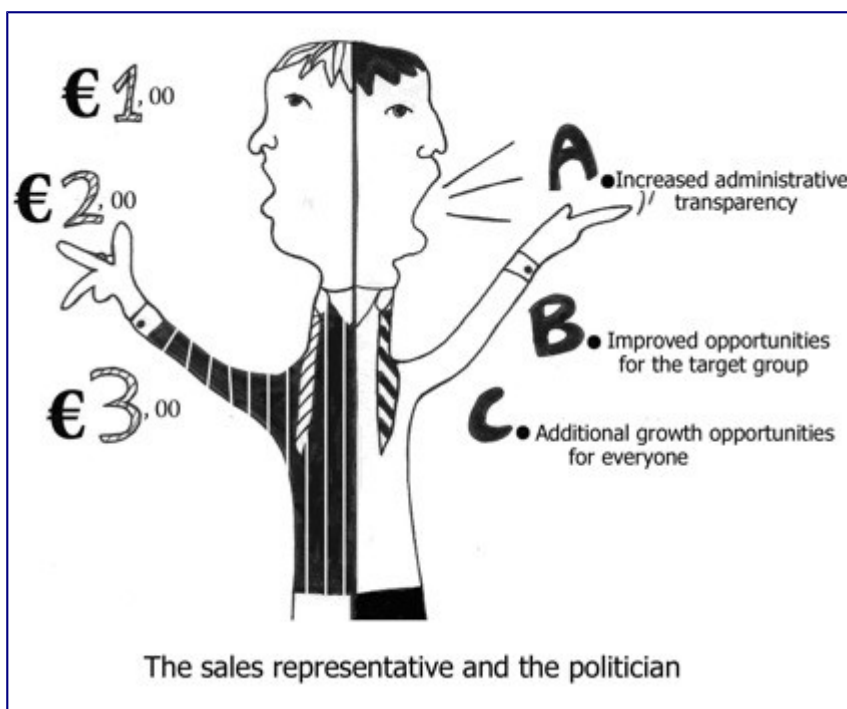 € 1,00
€ 2,00
€ 3,00
A. Increased administrative
transparency
B. Improved opportunities
for the target group
C. Additional growth opportunities
for everyone
The sales representative and the politician